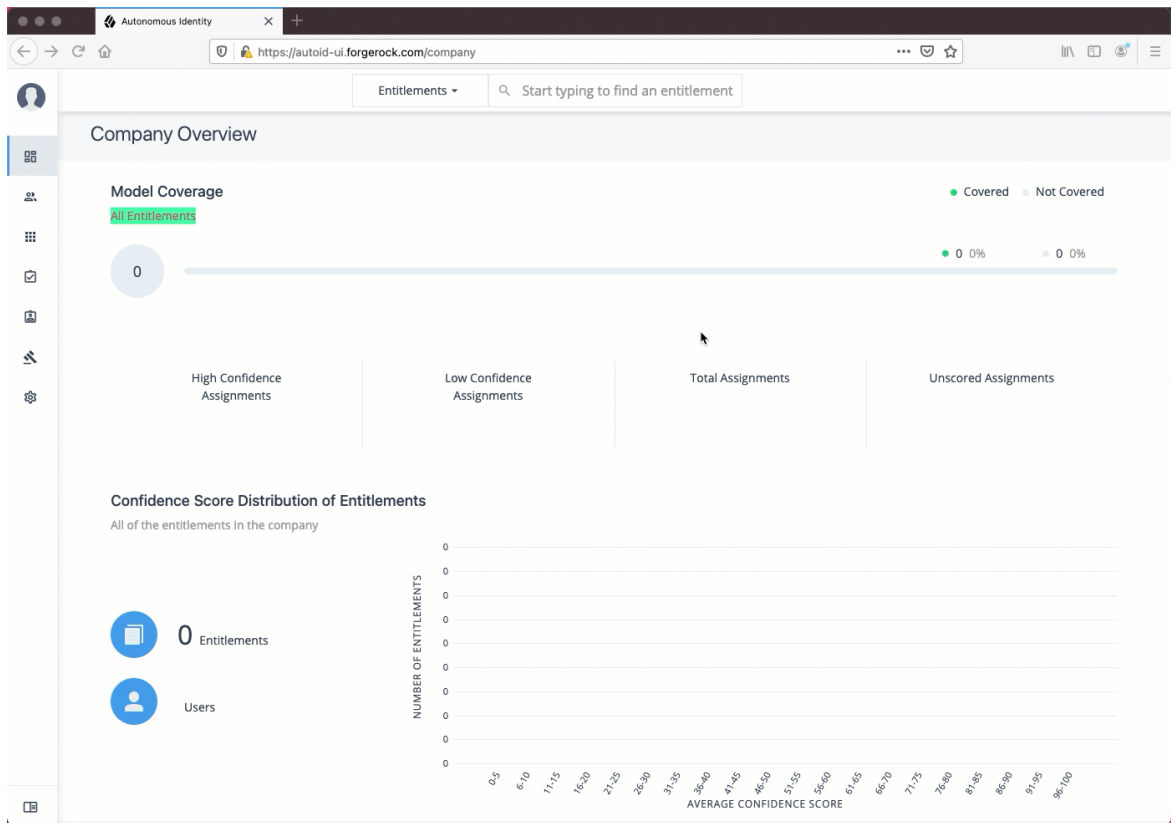 Autonomous Identity
https://autoid-ui.forgerock.com/company
Entitlements
Start typing to find an entitlement
Company Overview
Model Coverage
Covered
Not Covered
All Entitlements
0 0%
0 0%
0
High Confidence
Assignments
Low Confidence
Assignments
Total Assignments
Unscored Assignments
Confidence Score Distribution of Entitlements
All of the entitlements in the company
0 Entitlements
Users
NUMBER OF ENTITLEMENTS
0
0
0
0
0
0
0
0
0
0
0-5
6-10
11-15
16-20
21-25
26-30
31-35
36-40
41-45
46-50
51-55
56-60
61-65
66-70
71-75
76-80
81-85
86-90
91-95
96-100
AVERAGE CONFIDENCE SCORE